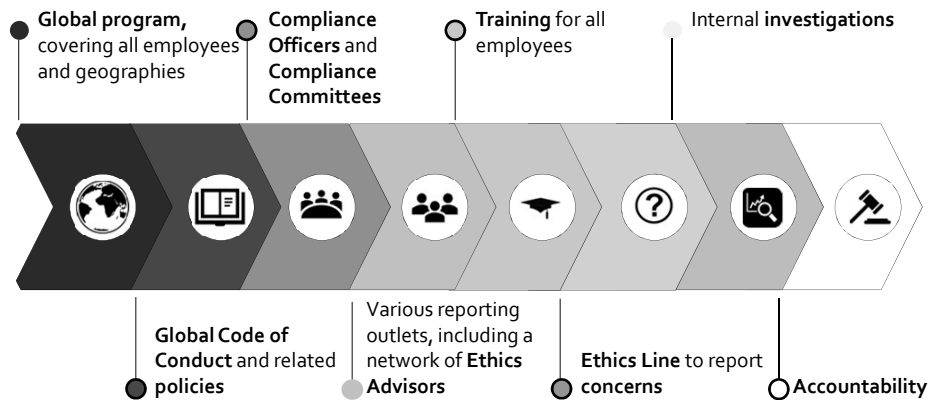 Global program,
covering all employees
and geographies
Compliance
Officers and
Compliance
Committees
Training for all
employees
Internal investigations
?
Global Code of
Conduct and related
policies
Various reporting
outlets, including a
network of Ethics
Advisors
Ethics Line to report
concerns
Accountability